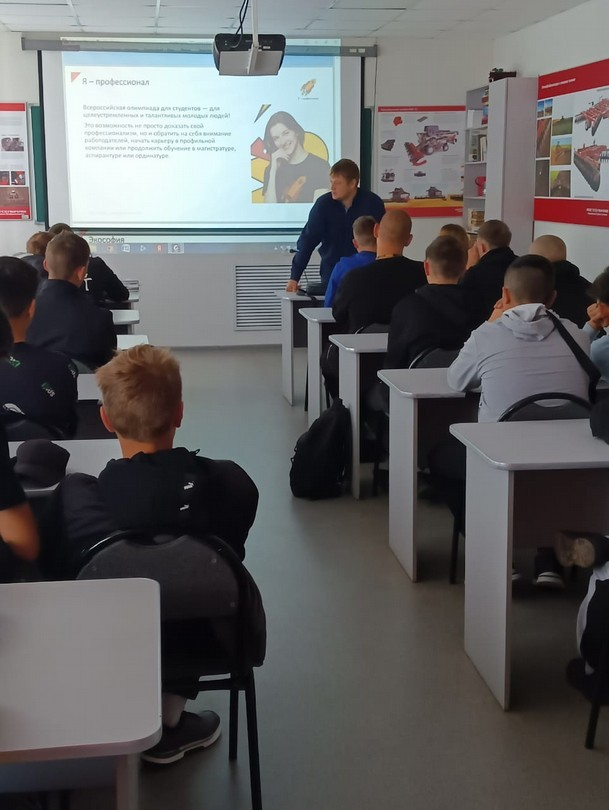 Я – профессионал
Всероссийская олимпиада для студентов — для
целеустремленных и талантливых молодых людей!
Это возможность не просто доказать свой
профессионализм, но и обратить на себя внимание
работодателей, начать карьеру в профильной
компании или продолжить обучение в магистратуре,
аспирантуре или ординатуре.
Экософия